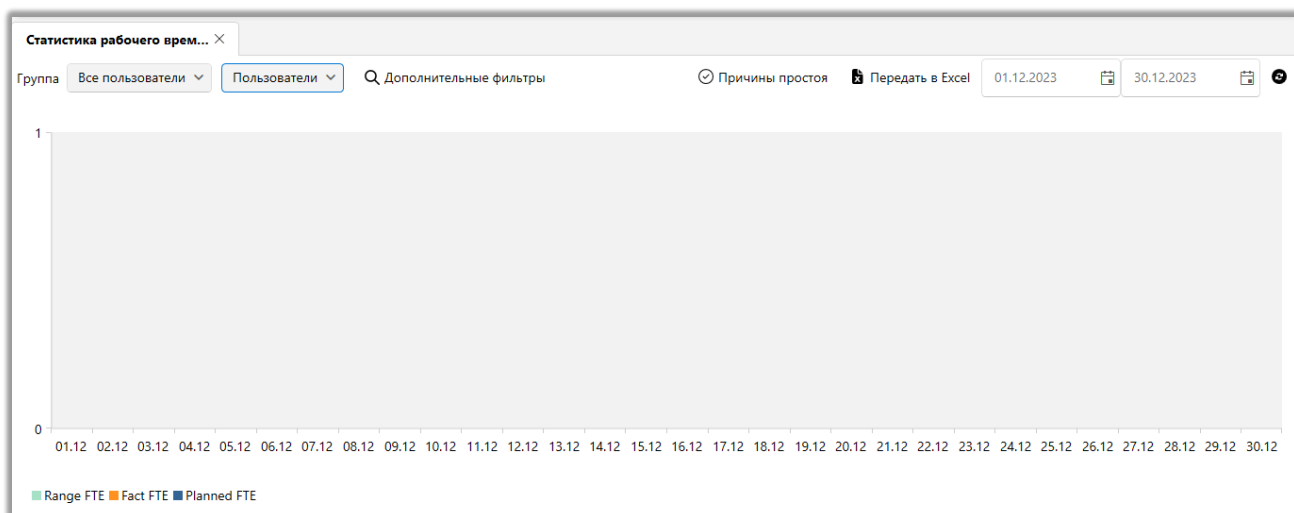 Статистика рабочего врем...
Группа Все пользователи Пользователи Дополнительные фильтры Причины простоя Передать в Excel 01.12.2023 30.12.2023
1
0
01.12 02.12 03.12 04.12 05.12 06.12 07.12 08.12 09.12 10.12 11.12 12.12 13.12 14.12 15.12 16.12 17.12 18.12 19.12 20.12 21.12 22.12 23.12 24.12 25.12 26.12 27.12 28.12 29.12 30.12
Range FTE Fact FTE Planned FTE